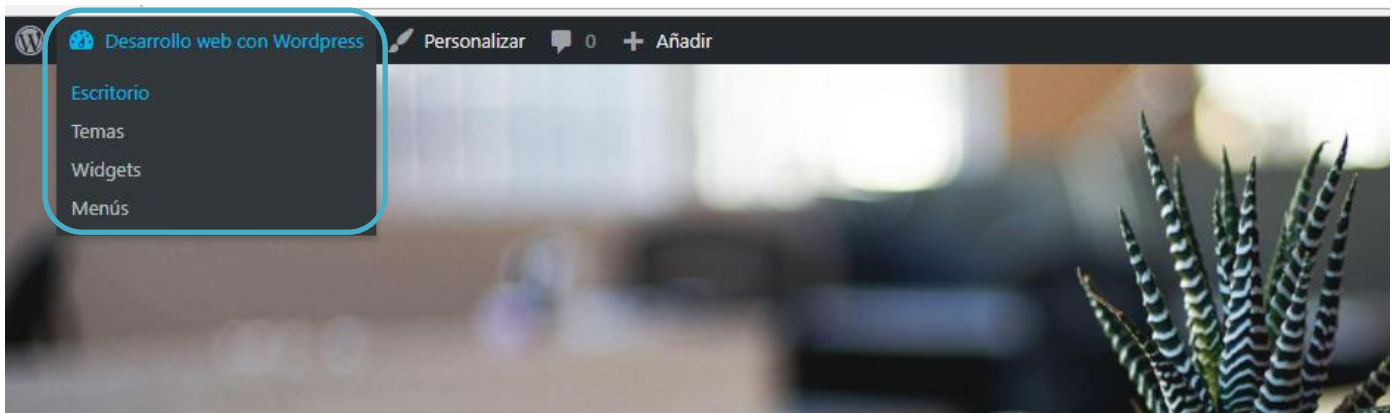 Desarrollo web con Wordpress Personalizar 0 Añadir
Escritorio
Temas
Widgets
Menús